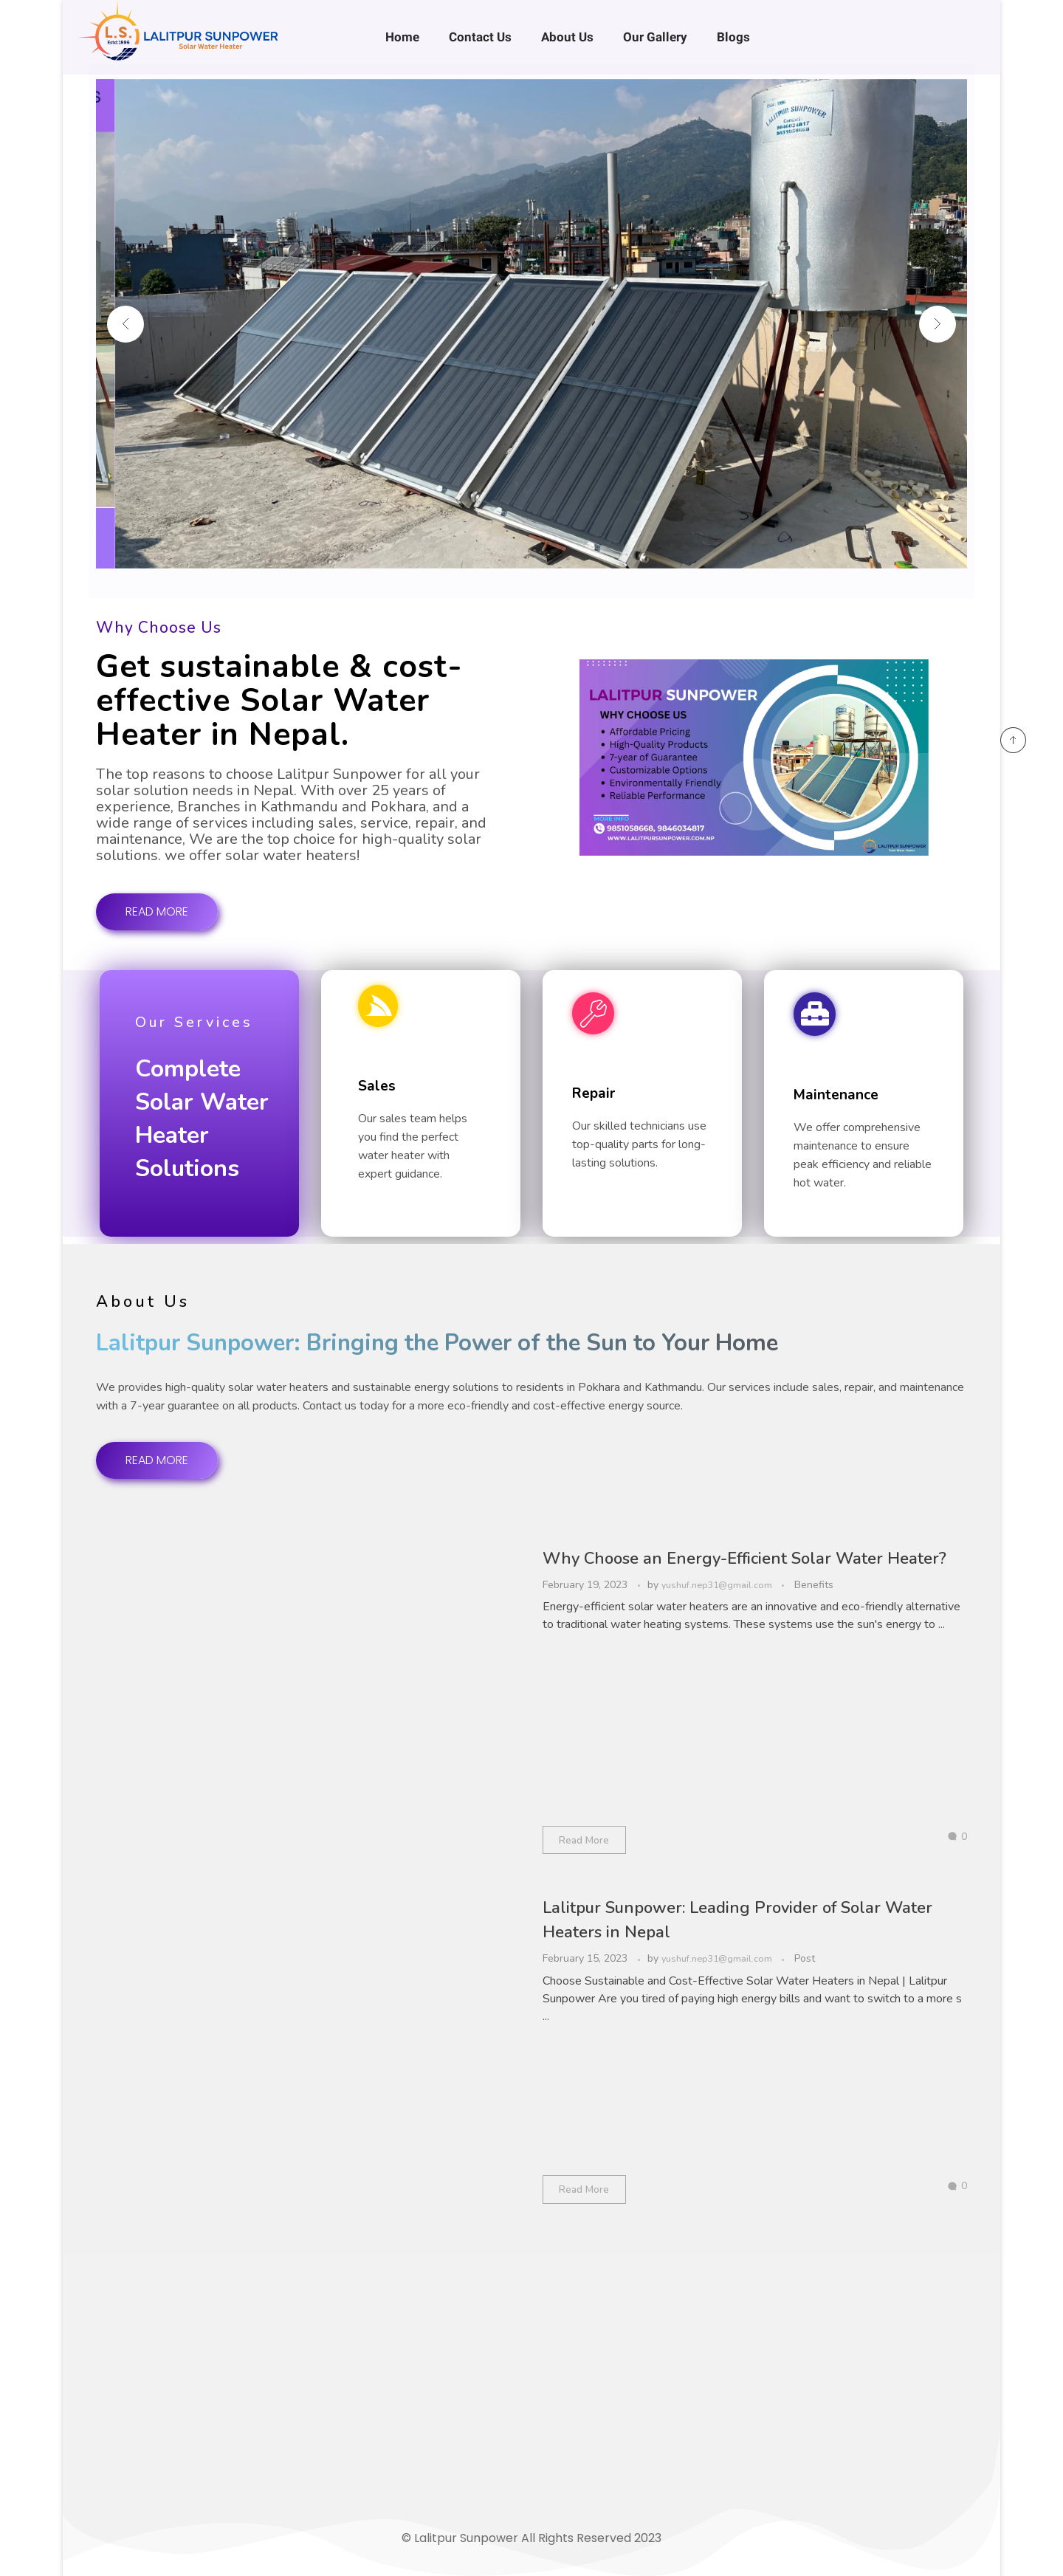 L.S.
Estd:1996
LALITPUR SUNPOWER
Solar Water Heater
Home
Contact Us
About Us
Our Gallery
Blogs
LALITPUR SUNPOWER
9846034817
Why Choose Us
Get sustainable & cost-
effective Solar Water
Heater in Nepal.
The top reasons to choose Lalitpur Sunpower for all your
solar solution needs in Nepal. With over 25 years of
experience, Branches in Kathmandu and Pokhara, and a
wide range of services including sales, service, repair, and
maintenance, We are the top choice for high-quality solar
solutions. we offer solar water heaters!
READ MORE
LALITPUR SUNPOWER
WHY CHOOSE US
• Affordable Pricing
• High-Quality Products
• 7-year of Guarantee
• Customizable Options
• Environmentally Friendly
• Reliable Performance
MORE INFO
9851058668, 9846034817
WWW.LALITPURSUNPOWER.COM.NP
LALITPUR SUNPOWER
Our Services
Complete
Solar Water
Heater
Solutions
Sales
Our sales team helps
you find the perfect
water heater with
expert guidance.
Repair
Our skilled technicians use
top-quality parts for long-
lasting solutions.
Maintenance
We offer comprehensive
maintenance to ensure
peak efficiency and reliable
hot water.
About Us
Lalitpur Sunpower: Bringing the Power of the Sun to Your Home
We provides high-quality solar water heaters and sustainable energy solutions to residents in Pokhara and Kathmandu. Our services include sales, repair, and maintenance
with a 7-year guarantee on all products. Contact us today for a more eco-friendly and cost-effective energy source.
READ MORE
Why Choose an Energy-Efficient Solar Water Heater?
February 19, 2023 • by yushuf.nep31@gmail.com • Benefits
Energy-efficient solar water heaters are an innovative and eco-friendly alternative
to traditional water heating systems. These systems use the sun's energy to ...
Read More
0
Lalitpur Sunpower: Leading Provider of Solar Water
Heaters in Nepal
February 15, 2023 • by yushuf.nep31@gmail.com • Post
Choose Sustainable and Cost-Effective Solar Water Heaters in Nepal | Lalitpur
Sunpower Are you tired of paying high energy bills and want to switch to a more s
...
Read More
0
© Lalitpur Sunpower All Rights Reserved 2023